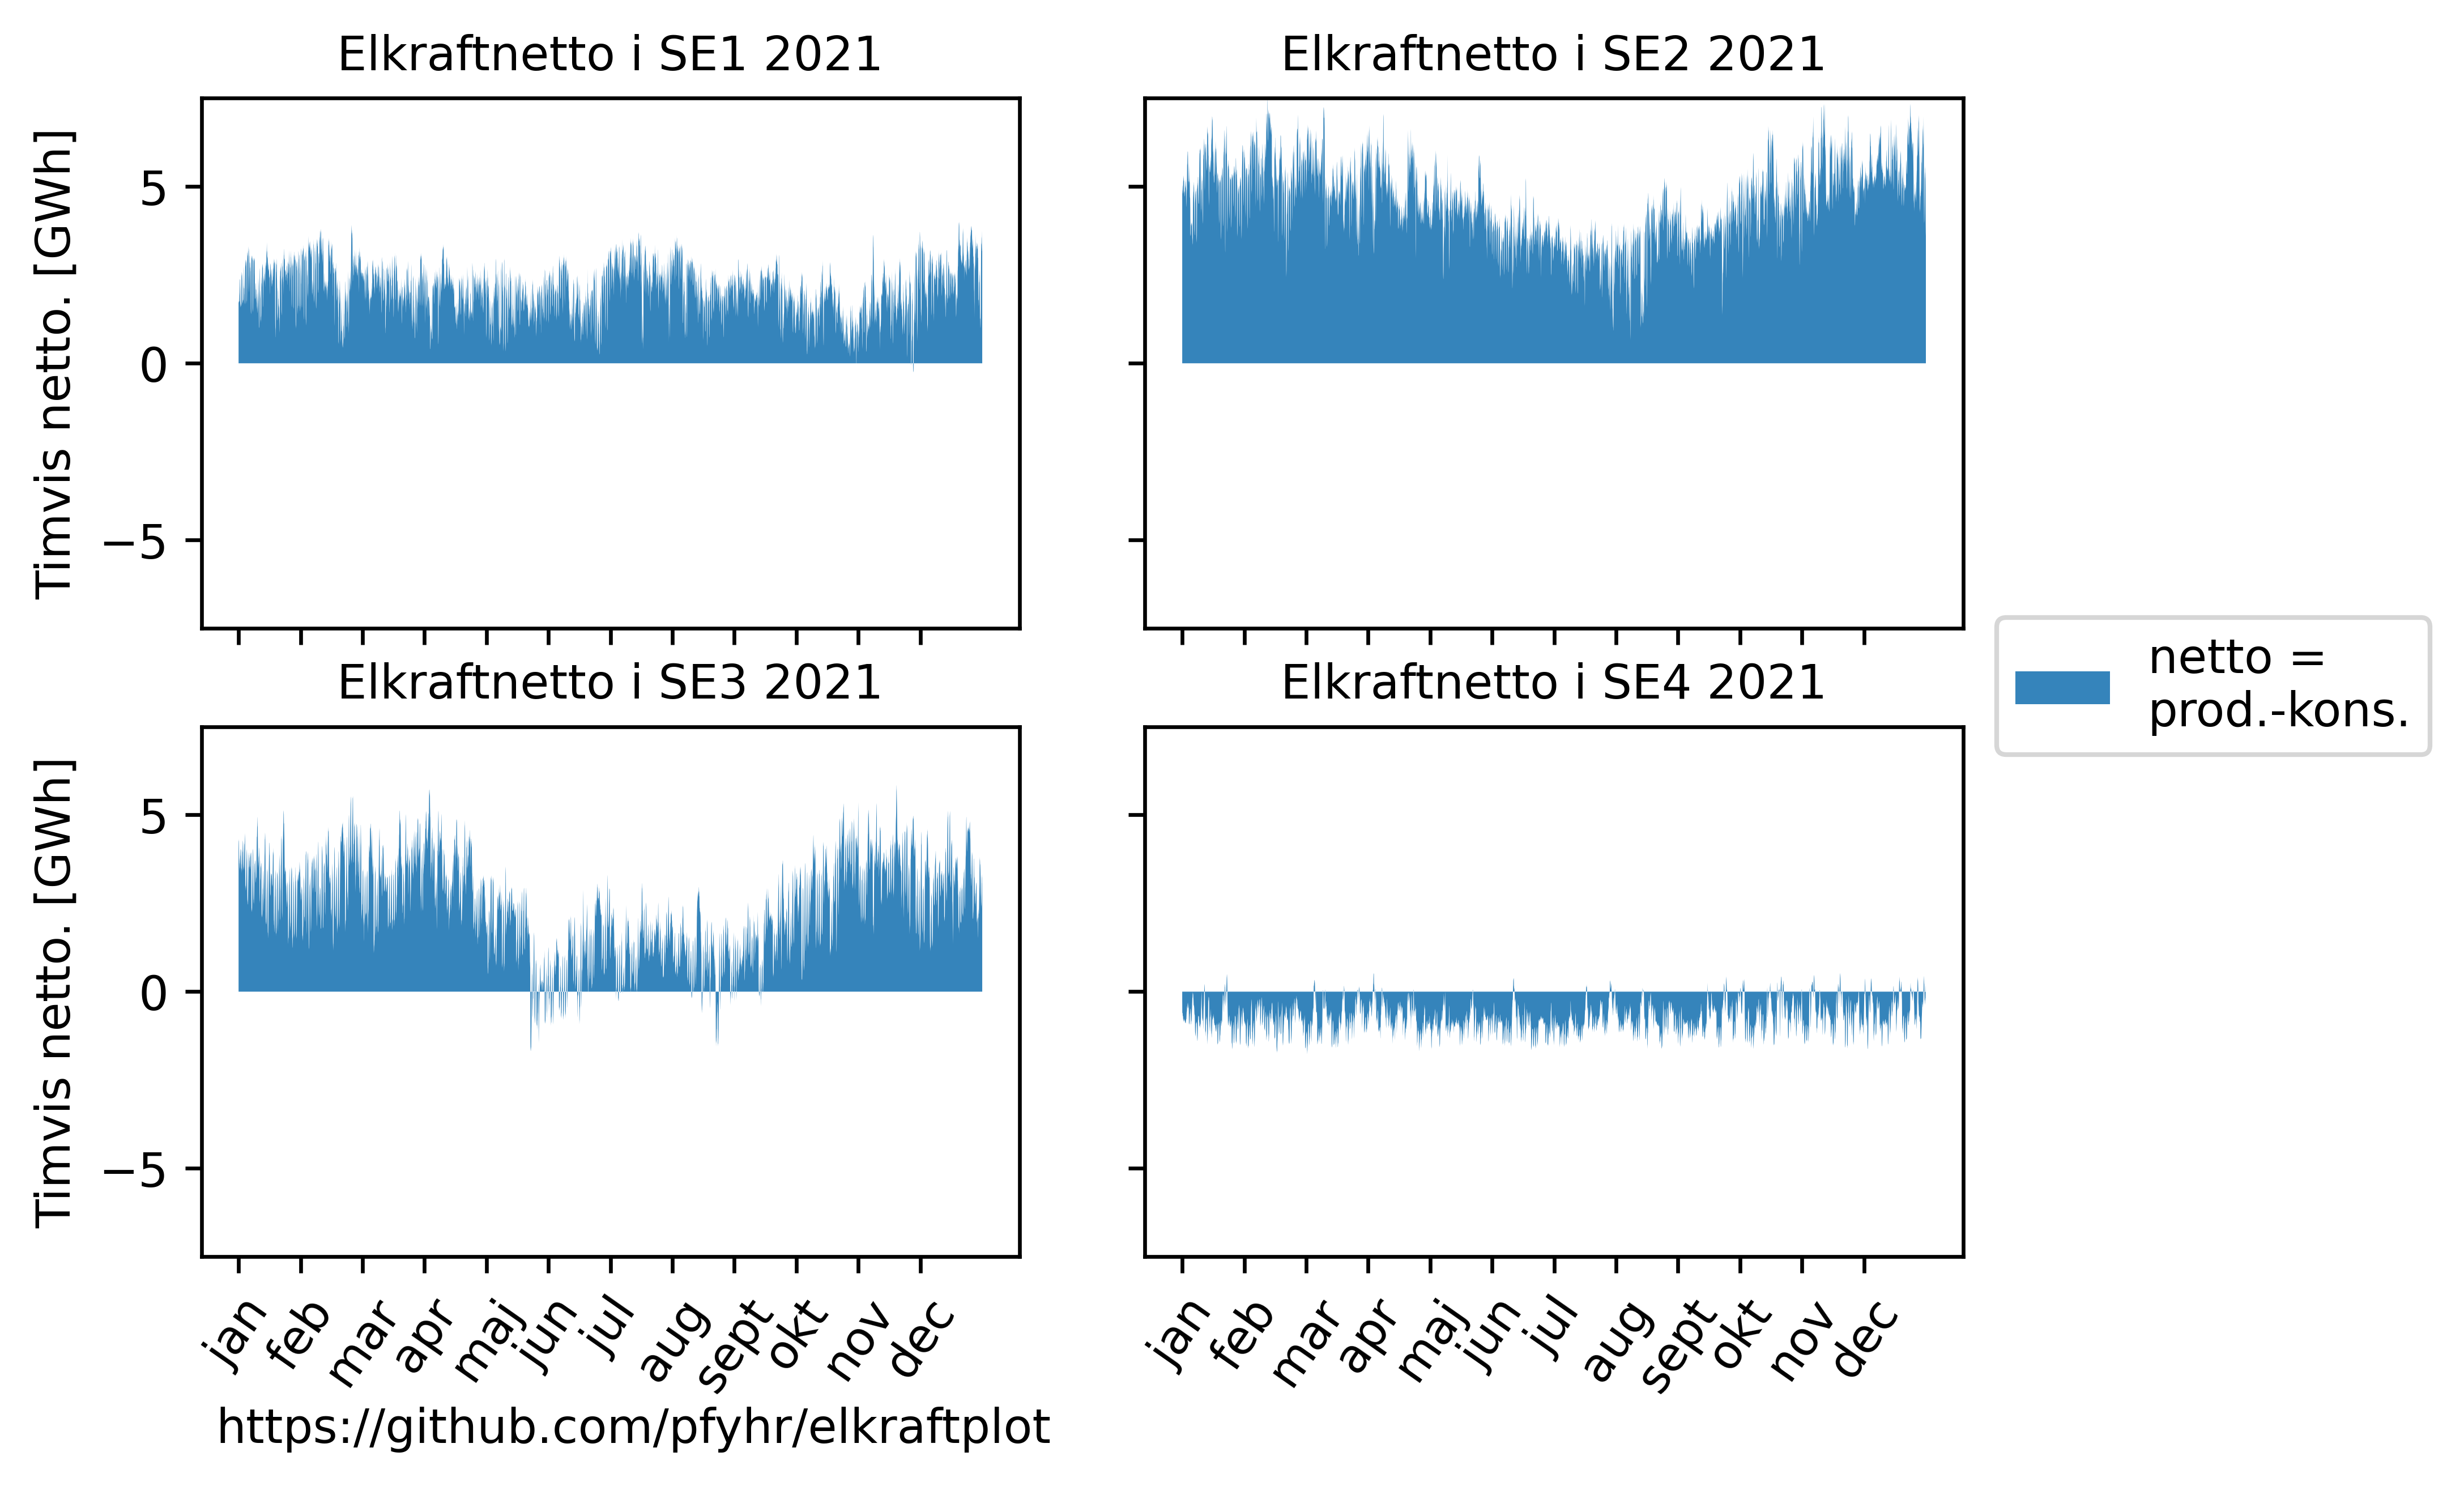 Elkraftnetto i SE1 2021
Timvis netto. [GWh]
5
0
−5
Elkraftnetto i SE2 2021
Elkraftnetto i SE3 2021
Timvis netto. [GWh]
5
0
−5
jan
feb
mar
apr
maj
jun
jul
aug
sept
okt
nov
dec
Elkraftnetto i SE4 2021
jan
feb
mar
apr
maj
jun
jul
aug
sept
okt
nov
dec
netto =
prod.-kons.
https://github.com/pfyhr/elkraftplot